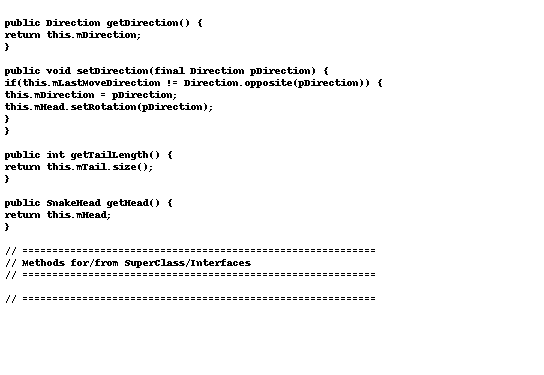 public Direction getDirection() {
return this.mDirection;
}
public void setDirection(final Direction pDirection) {
if(this.mLastMoveDirection != Direction.opposite(pDirection)) {
this.mDirection = pDirection;
this.mHead.setRotation(pDirection);
}
}
public int getTailLength() {
return this.mTail.size();
}
public SnakeHead getHead() {
return this.mHead;
}
// ===========================================================
// Methods for/from SuperClass/Interfaces
// ===========================================================
// ===========================================================